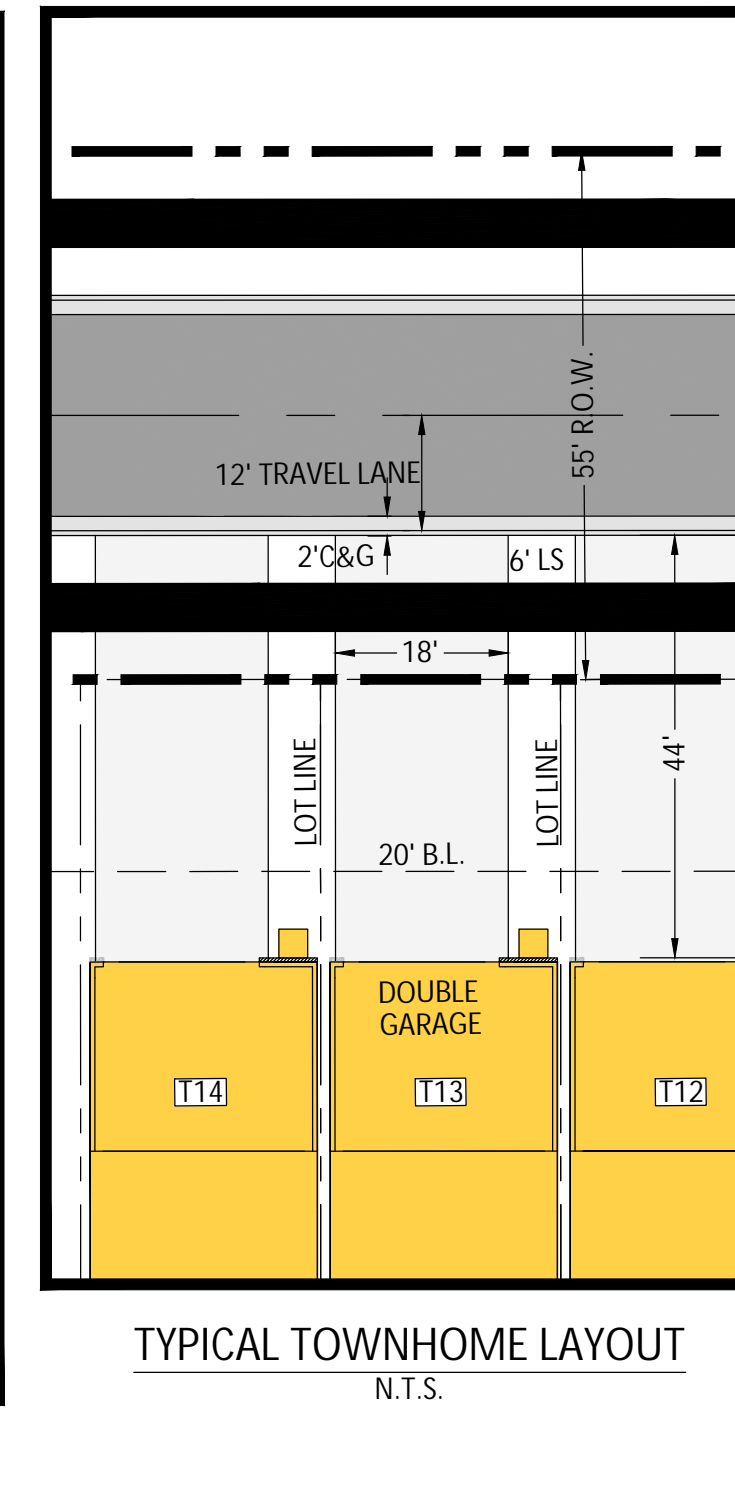 55' R.O.W.
12' TRAVEL LANE
2'C&G
6' LS
18'
44'
LOT LINE
LOT LINE
20' B.L.
DOUBLE
GARAGE
T14
T13
T12
TYPICAL TOWNHOME LAYOUT
N.T.S.